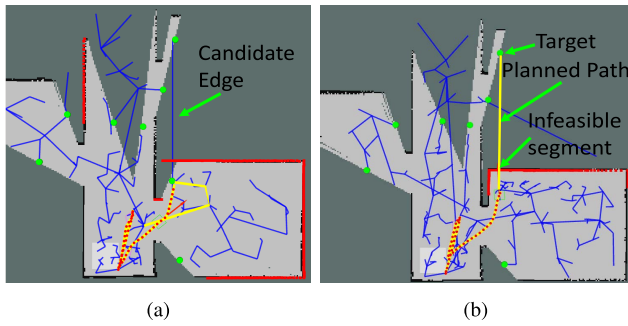 Candidate
Edge
Target
Planned Path
Infeasible
segment
(a)
(b)